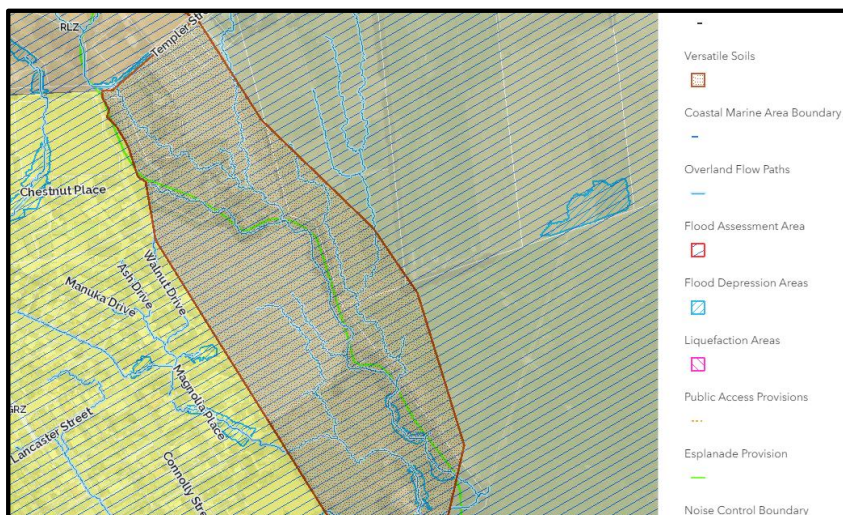 RLZ
Templer Stre
Chestnut Place
Walnut Drive
Ash Drive
Manuka Drive
Magnolia Place
GRZ
Lancaster Street
Connolly St
Versatile Soils
Coastal Marine Area Boundary
Overland Flow Paths
Flood Assessment Area
Flood Depression Areas
Liquefaction Areas
Public Access Provisions
Esplanade Provision
Noise Control Boundary